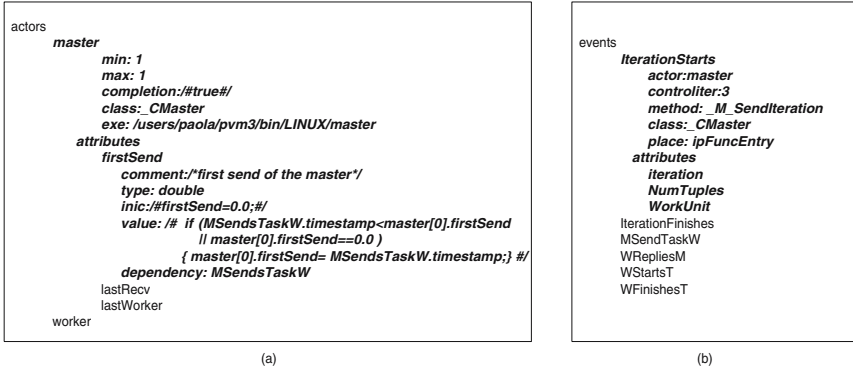 actors
master
min: 1
max: 1
completion:/#true#/
class:_CMaster
exe: /users/paola/pvm3/bin/LINUX/master
attributes
firstSend
comment:/*first send of the master*/
type: double
inic:/#firstSend=0.0;#/
value: /# if (MSendsTaskW.timestamp<master[0].firstSend
|| master[0].firstSend==0.0 )
{ master[0].firstSend= MSendsTaskW.timestamp;} #/
dependency: MSendsTaskW
lastRecv
lastWorker
worker
(a)
events
IterationStarts
actor:master
controliter:3
method: _M_SendIteration
class:_CMaster
place: ipFuncEntry
attributes
iteration
NumTuples
WorkUnit
IterationFinishes
MSendTaskW
WRepliesM
WStartsT
WFinishesT
(b)